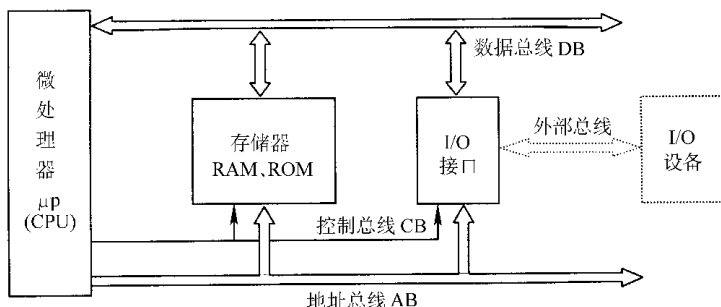 微
处
理
器
μp
(CPU)
数据总线 DB
存储器
RAM、ROM
I/O
接口
外部总线
I/O
设备
控制总线 CB
地址总线 AB